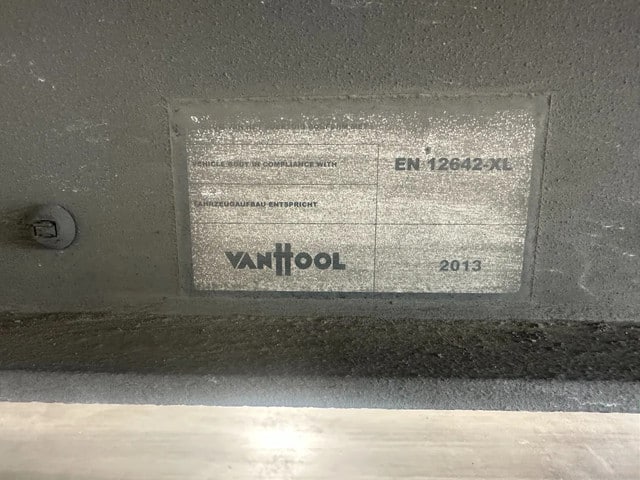 VEHICLE BODY IN COMPLIANCE WITH
EN 12642-XL
FAHRZEUGAUFBAU ENTSPRICHT
VANHOOL
2013